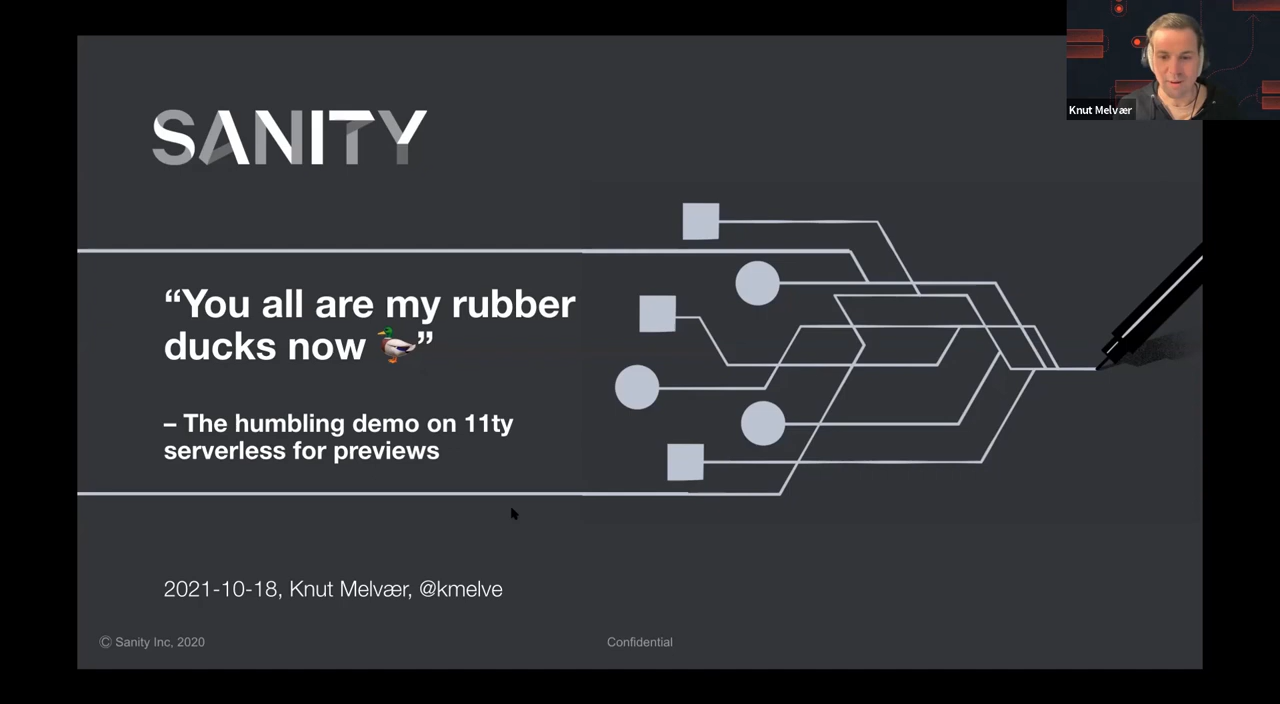 SANITY
Knut Melvær
“You all are my rubber
ducks now 🦆”
– The humbling demo on 11ty
serverless for previews
2021-10-18, Knut Melvær, @kmelve
© Sanity Inc, 2020
Confidential